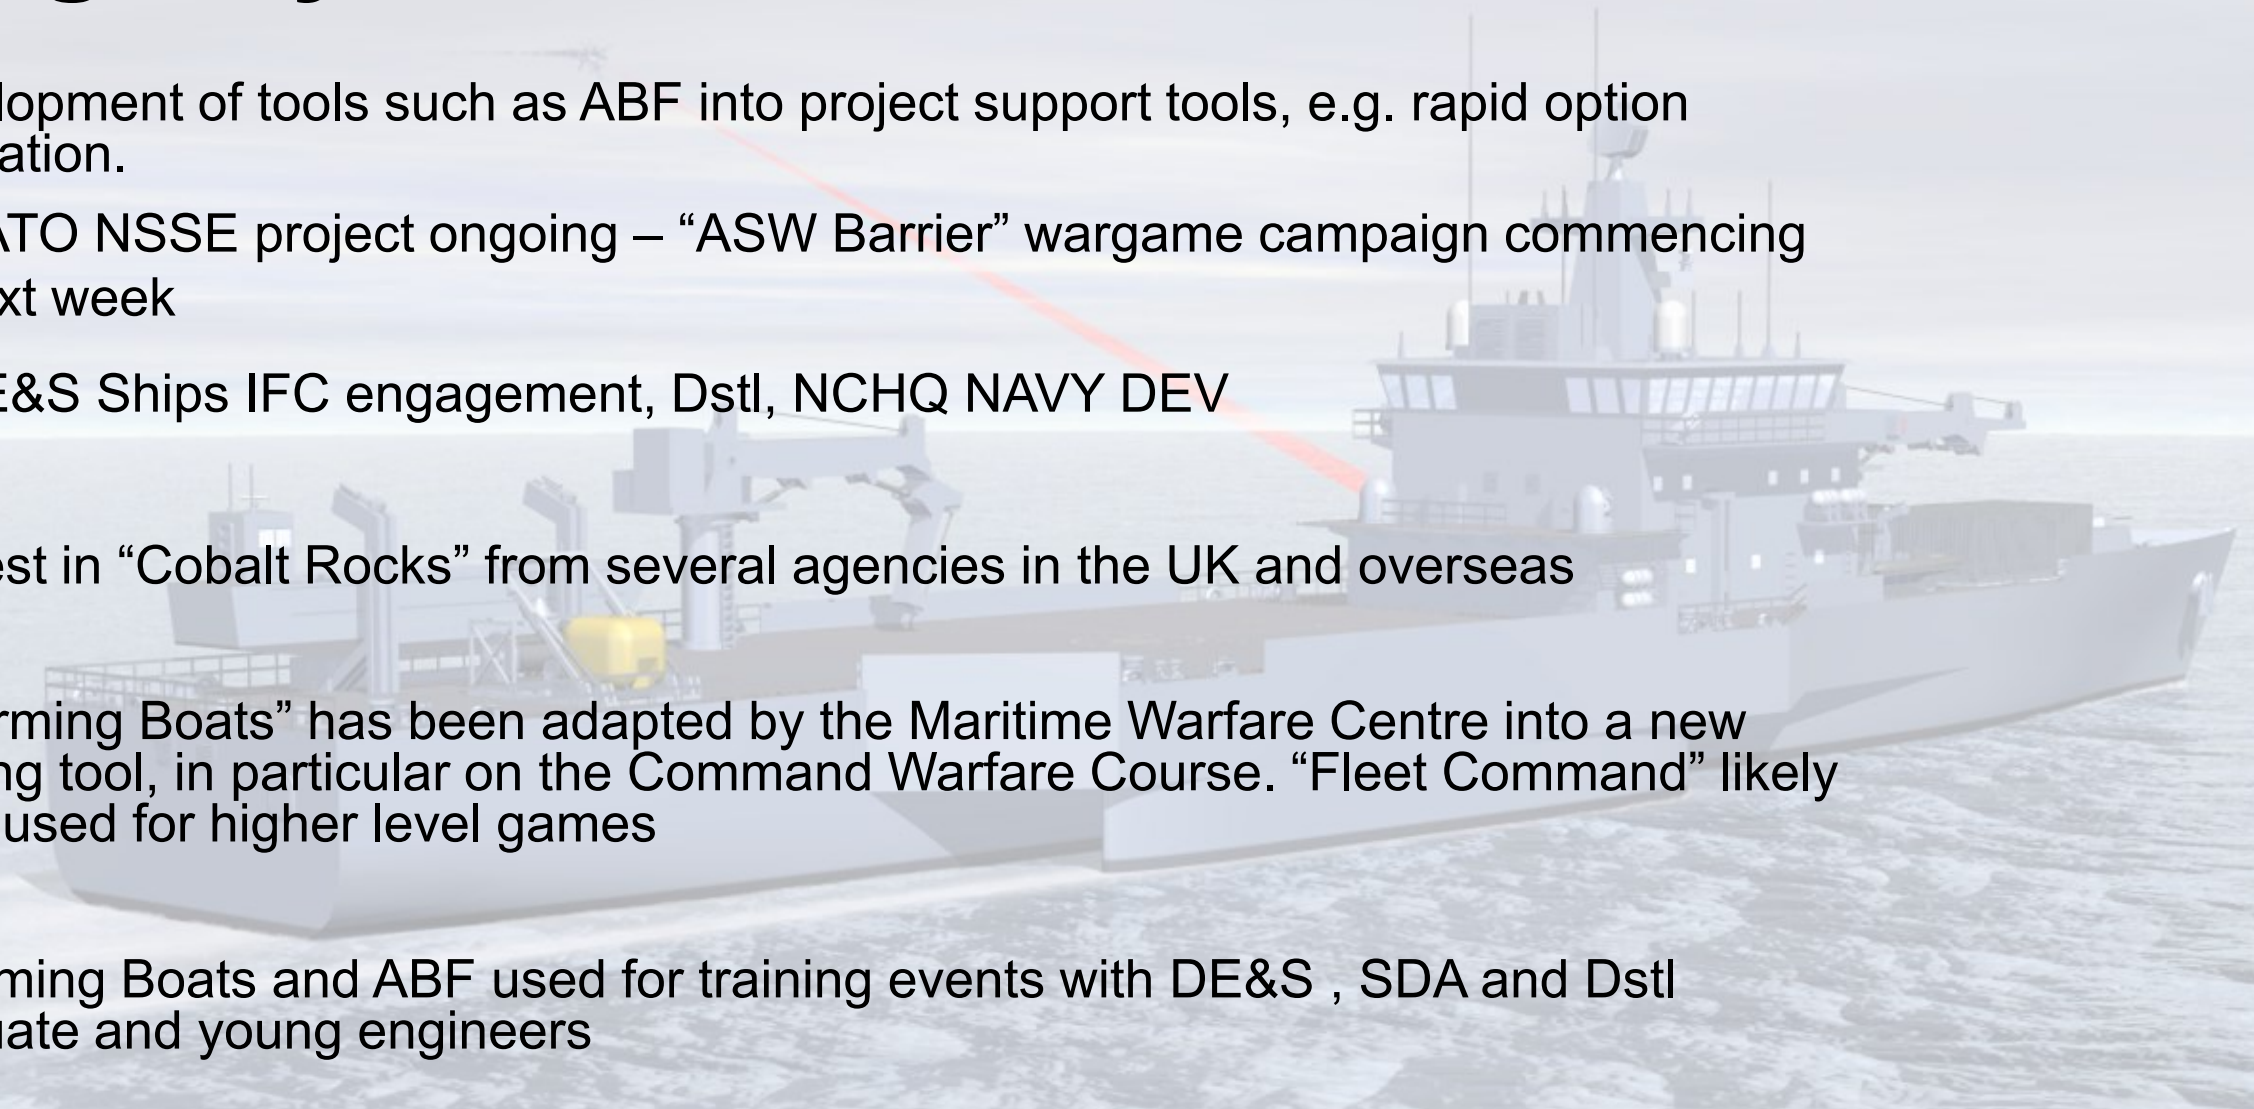 lopment of tools such as ABF into project support tools, e.g. rapid option
ation.
ATO NSSE project ongoing – “ASW Barrier” wargame campaign commencing
xt week
E&S Ships IFC engagement, Dstl, NCHQ NAVY DEV
est in “Cobalt Rocks” from several agencies in the UK and overseas
rming Boats” has been adapted by the Maritime Warfare Centre into a new
ng tool, in particular on the Command Warfare Course. “Fleet Command” likely
used for higher level games
ming Boats and ABF used for training events with DE&S , SDA and Dstl
uate and young engineers